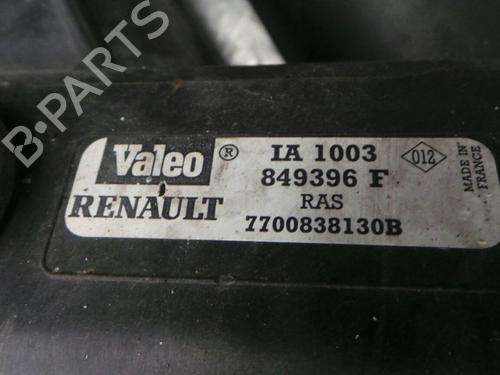 B-PARTS
Valeo ® IA 1003 012
849396 F
RENAULT RAS
7700838130B
MADE IN
FRANCE